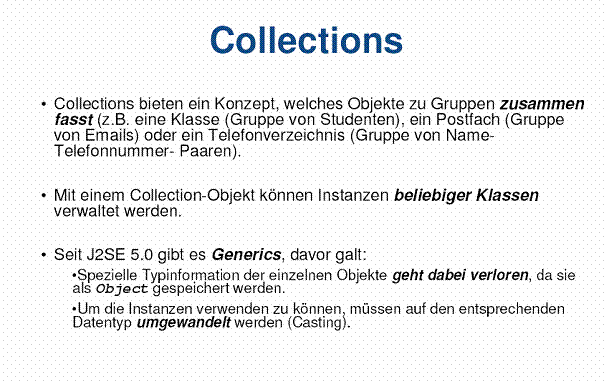 Collections
• Collections bieten ein Konzept, welches Objekte zu Gruppen zusammen
fasst (z.B. eine Klasse (Gruppe von Studenten), ein Postfach (Gruppe
von Emails) oder ein Telefonverzeichnis (Gruppe von Name-
Telefonnummer- Paaren).
• Mit einem Collection-Objekt können Instanzen beliebiger Klassen
verwaltet werden.
• Seit J2SE 5.0 gibt es Generics, davor galt:
•Spezielle Typinformation der einzelnen Objekte geht dabei verloren, da sie
als Object gespeichert werden.
•Um die Instanzen verwenden zu können, müssen auf den entsprechenden
Datentyp umgewandelt werden (Casting).